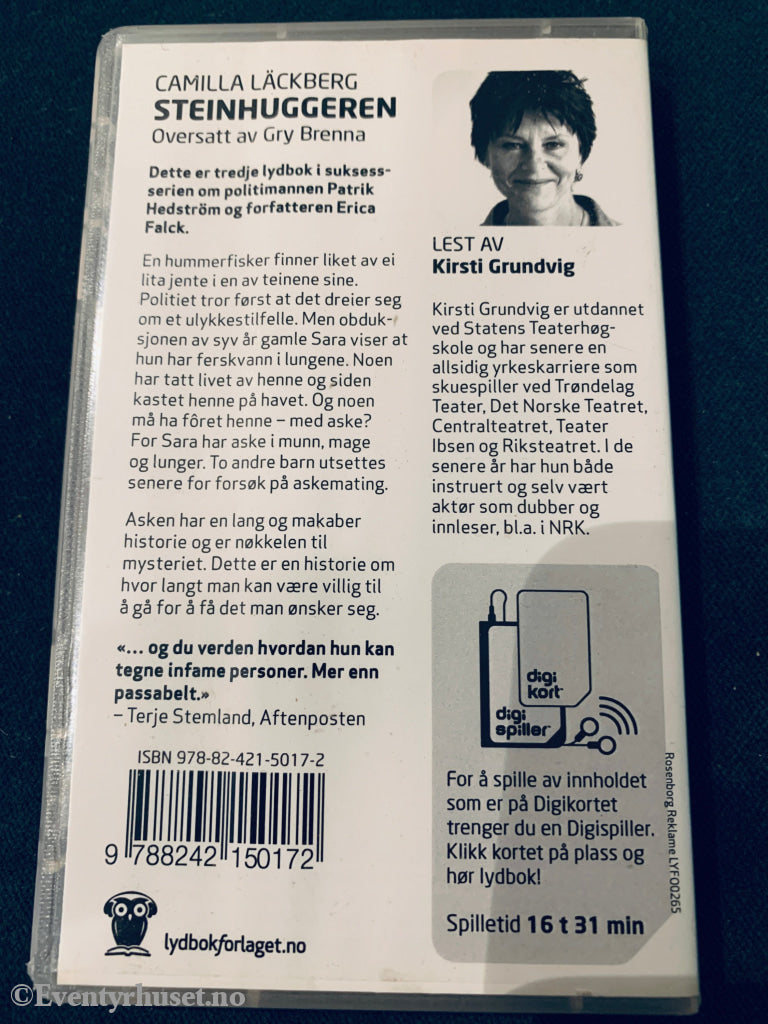 CAMILLA LÄCKBERG
STEINHUGGEREN
Oversatt av Gry Brenna
Dette er tredje lydbok i suksess-
serien om politimannen Patrik
Hedström og forfatteren Erica
Falck.
En hummerfisker finner liket av ei
lita jente i en av teinene sine.
Politiet tror først at det dreier seg
om et ulykkestilfelle. Men obduk-
sjonen av syv år gamle Sara viser at
hun har ferskvann i lungene. Noen
har tatt livet av henne og siden
kastet henne på havet. Og noen
må ha fôret henne – med aske?
For Sara har aske i munn, mage
og lunger. To andre barn utsettes
senere for forsøk på askemating.
Asken har en lang og makaber
historie og er nøkkelen til
mysteriet. Dette er en historie om
hvor langt man kan være villig til
å gå for å få det man ønsker seg.
«... og du verden hvordan hun kan
tegne infame personer. Mer enn
passabelt.»
– Terje Stemland, Aftenposten
ISBN 978-82-421-5017-2
9 788242 150172
lydbokforlaget.no
LEST AV
Kirsti Grundvig
Kirsti Grundvig er utdannet
ved Statens Teaterhøg-
skole og har senere en
allsidig yrkeskarriere som
skuespiller ved Trøndelag
Teater, Det Norske Teatret,
Centralteatret, Teater
Ibsen og Riksteatret. I de
senere år har hun både
instruert og selv vært
aktør som dubber og
innleser, bl.a. i NRK.
digi
kort
digi
spiller
For å spille av innholdet
som er på Digikortet
trenger du en Digispiller.
Klikk kortet på plass og
hør lydbok!
Spilletid 16 t 31 min
Rosenborg Reklame LYF00265
©Eventyrhuset.no